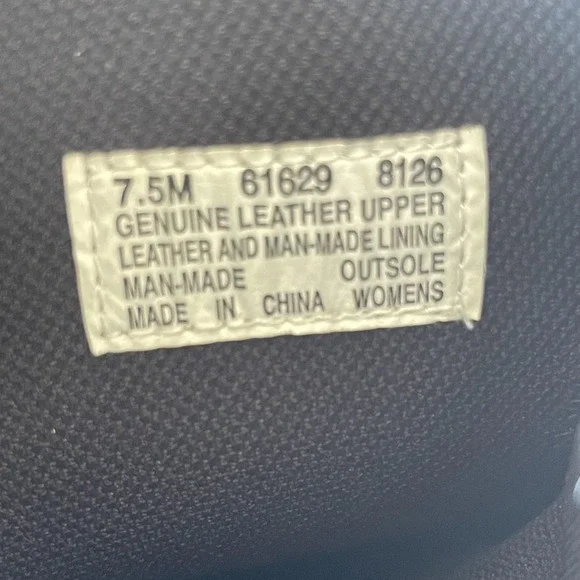 7.5M 61629 8126
GENUINE LEATHER UPPER
LEATHER AND MAN-MADE LINING
MAN-MADE OUTSOLE
MADE IN CHINA WOMENS